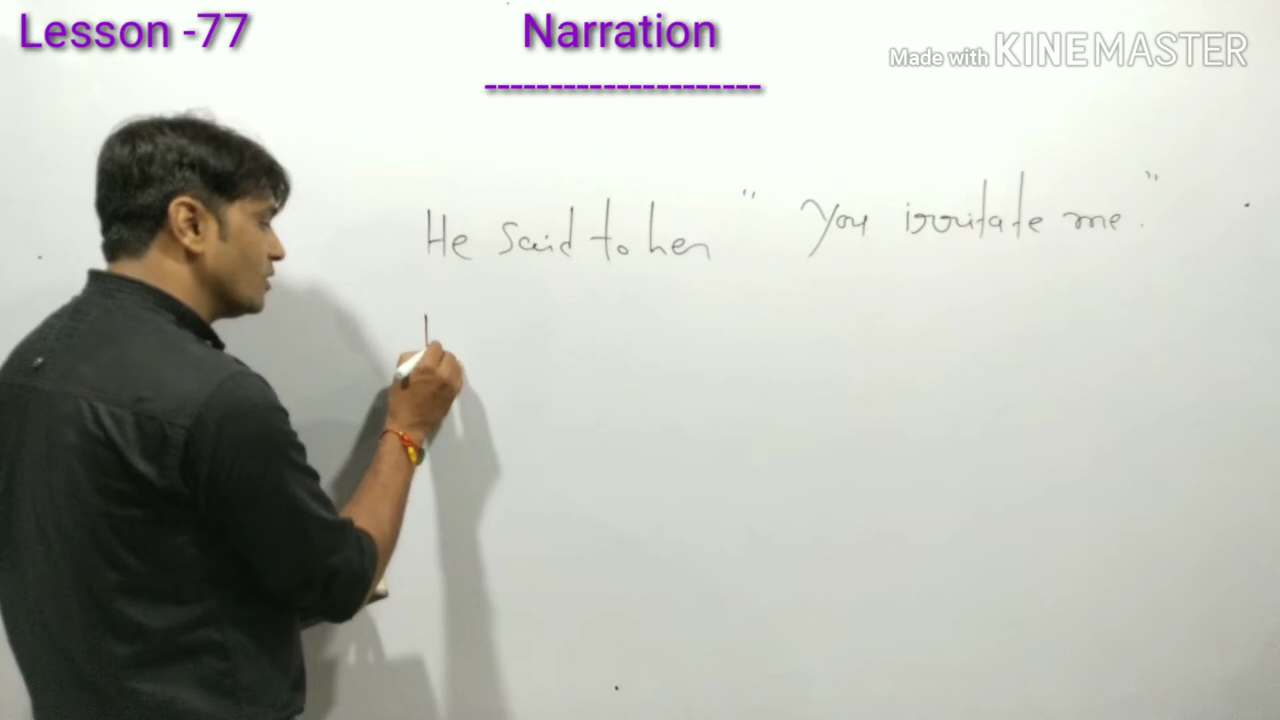 Lesson -77
Narration
---------------------
Made with KINEMASTER
He said to her " You irritate me. "